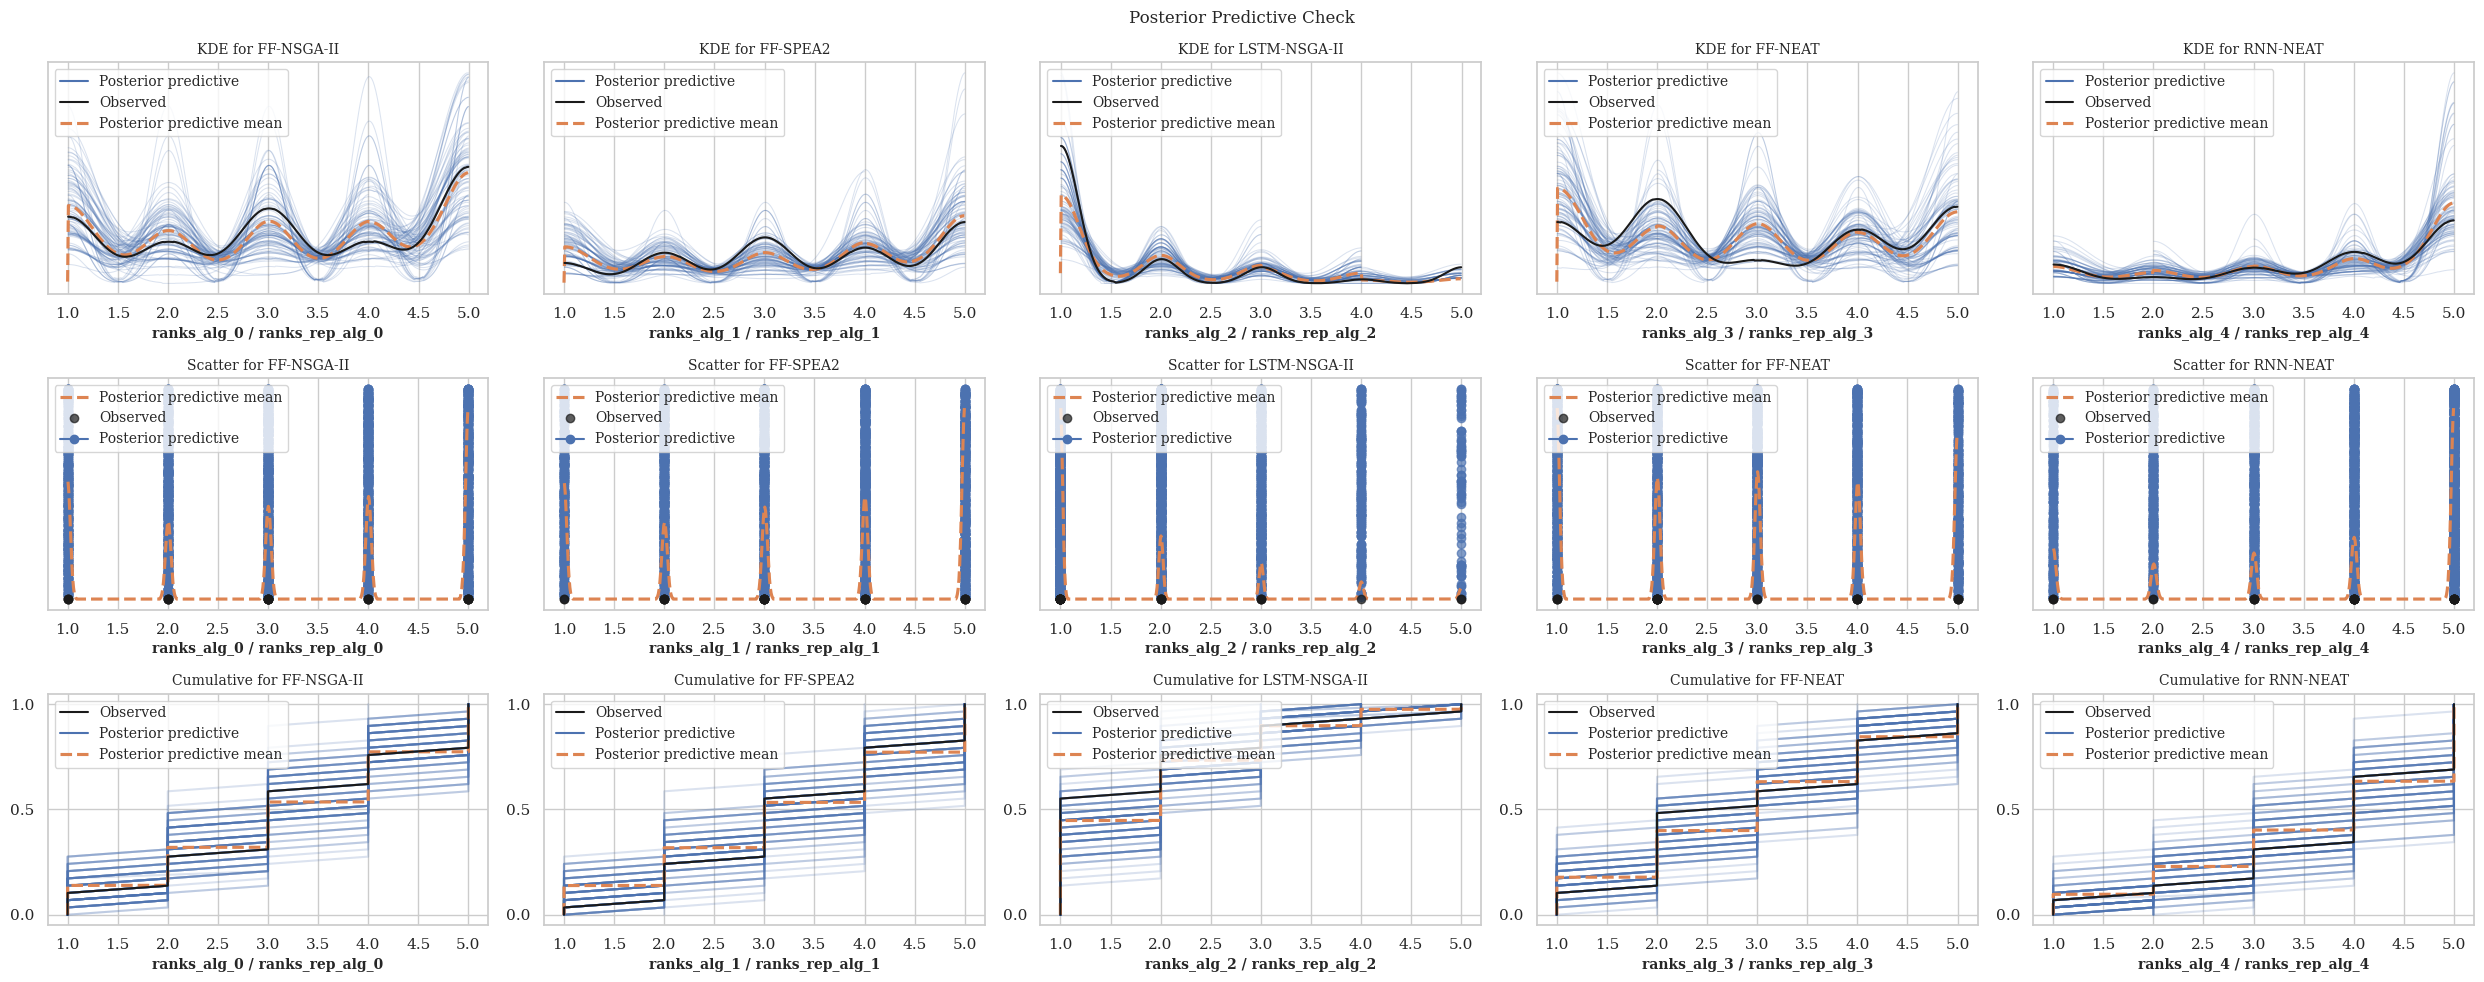 Posterior Predictive Check
KDE for FF-NSGA-II
Posterior predictive
Observed
Posterior predictive mean
1.0 1.5 2.0 2.5 3.0 3.5 4.0 4.5 5.0
ranks_alg_0 / ranks_rep_alg_0
KDE for FF-SPEA2
Posterior predictive
Observed
Posterior predictive mean
1.0 1.5 2.0 2.5 3.0 3.5 4.0 4.5 5.0
ranks_alg_1 / ranks_rep_alg_1
KDE for LSTM-NSGA-II
Posterior predictive
Observed
Posterior predictive mean
1.0 1.5 2.0 2.5 3.0 3.5 4.0 4.5 5.0
ranks_alg_2 / ranks_rep_alg_2
KDE for FF-NEAT
Posterior predictive
Observed
Posterior predictive mean
1.0 1.5 2.0 2.5 3.0 3.5 4.0 4.5 5.0
ranks_alg_3 / ranks_rep_alg_3
KDE for RNN-NEAT
Posterior predictive
Observed
Posterior predictive mean
1.0 1.5 2.0 2.5 3.0 3.5 4.0 4.5 5.0
ranks_alg_4 / ranks_rep_alg_4
Scatter for FF-NSGA-II
Posterior predictive mean
Observed
Posterior predictive
1.0 1.5 2.0 2.5 3.0 3.5 4.0 4.5 5.0
ranks_alg_0 / ranks_rep_alg_0
Scatter for FF-SPEA2
Posterior predictive mean
Observed
Posterior predictive
1.0 1.5 2.0 2.5 3.0 3.5 4.0 4.5 5.0
ranks_alg_1 / ranks_rep_alg_1
Scatter for LSTM-NSGA-II
Posterior predictive mean
Observed
Posterior predictive
1.0 1.5 2.0 2.5 3.0 3.5 4.0 4.5 5.0
ranks_alg_2 / ranks_rep_alg_2
Scatter for FF-NEAT
Posterior predictive mean
Observed
Posterior predictive
1.0 1.5 2.0 2.5 3.0 3.5 4.0 4.5 5.0
ranks_alg_3 / ranks_rep_alg_3
Scatter for RNN-NEAT
Posterior predictive mean
Observed
Posterior predictive
1.0 1.5 2.0 2.5 3.0 3.5 4.0 4.5 5.0
ranks_alg_4 / ranks_rep_alg_4
Cumulative for FF-NSGA-II
Observed
Posterior predictive
Posterior predictive mean
1.0
0.5
0.0
1.0 1.5 2.0 2.5 3.0 3.5 4.0 4.5 5.0
ranks_alg_0 / ranks_rep_alg_0
Cumulative for FF-SPEA2
Observed
Posterior predictive
Posterior predictive mean
1.0
0.5
0.0
1.0 1.5 2.0 2.5 3.0 3.5 4.0 4.5 5.0
ranks_alg_1 / ranks_rep_alg_1
Cumulative for LSTM-NSGA-II
Observed
Posterior predictive
Posterior predictive mean
1.0
0.5
0.0
1.0 1.5 2.0 2.5 3.0 3.5 4.0 4.5 5.0
ranks_alg_2 / ranks_rep_alg_2
Cumulative for FF-NEAT
Observed
Posterior predictive
Posterior predictive mean
1.0
0.5
0.0
1.0 1.5 2.0 2.5 3.0 3.5 4.0 4.5 5.0
ranks_alg_3 / ranks_rep_alg_3
Cumulative for RNN-NEAT
Observed
Posterior predictive
Posterior predictive mean
1.0
0.5
0.0
1.0 1.5 2.0 2.5 3.0 3.5 4.0 4.5 5.0
ranks_alg_4 / ranks_rep_alg_4